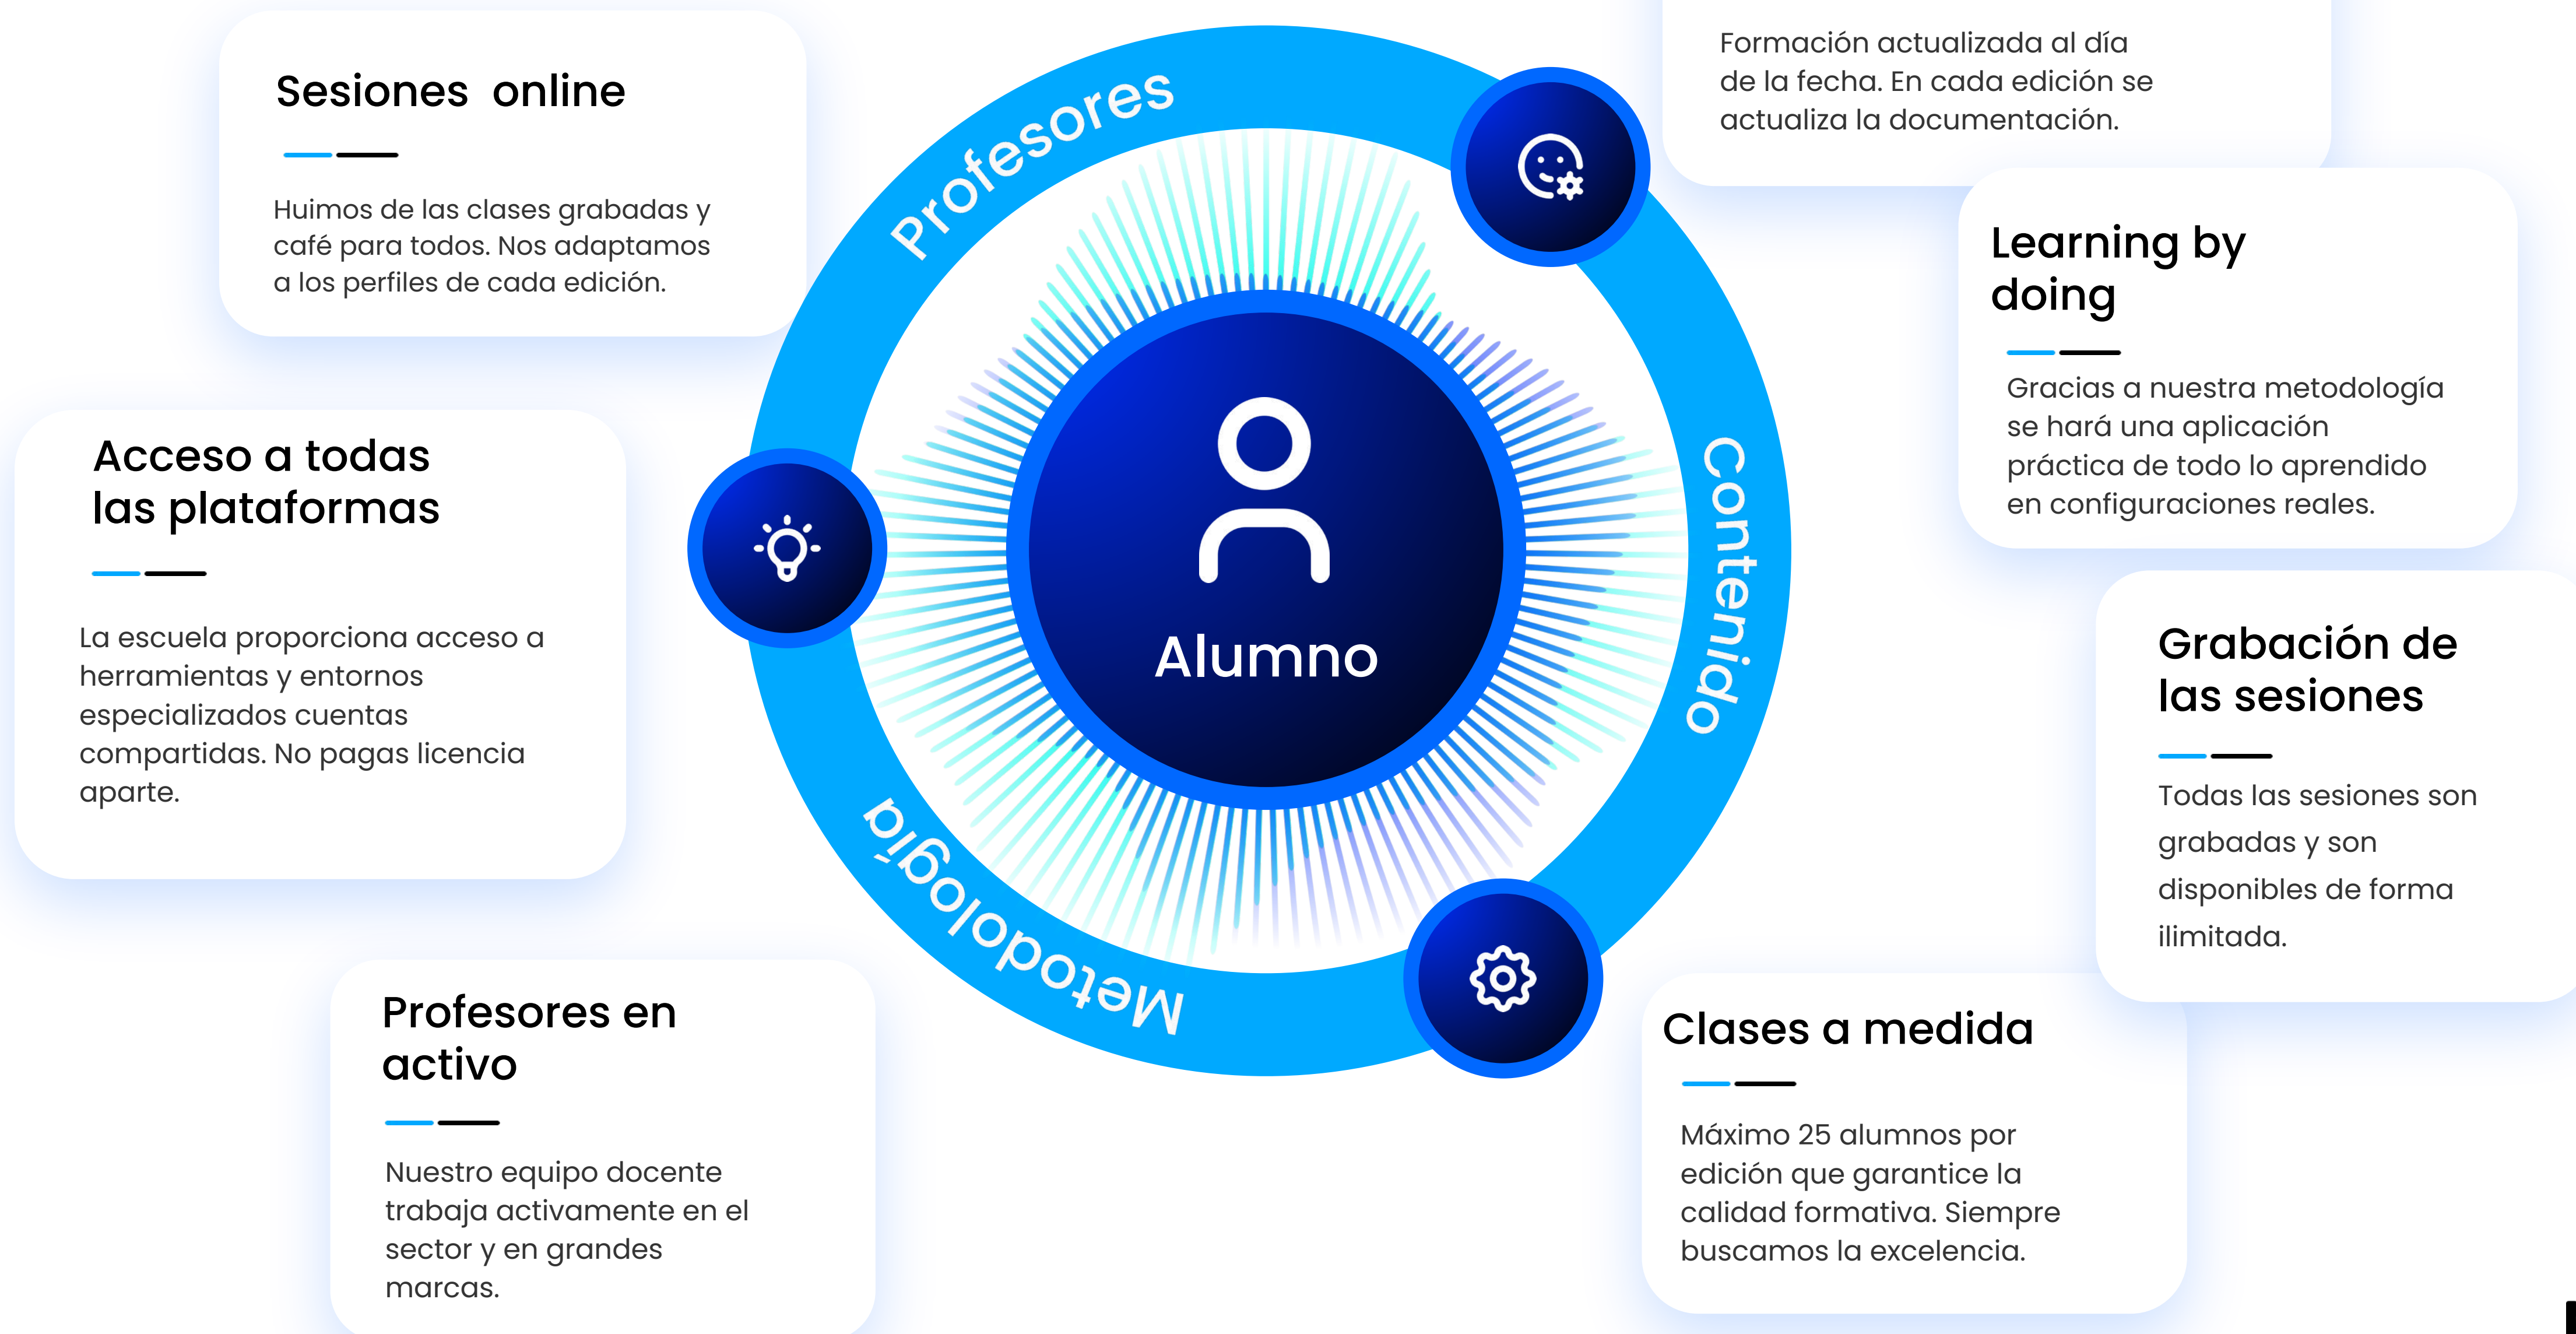 Sesiones online
Huimos de las clases grabadas y
café para todos. Nos adaptamos
a los perfiles de cada edición.
Acceso a todas
las plataformas
La escuela proporciona acceso a
herramientas y entornos
especializados cuentas
compartidas. No pagas licencia
aparte.
Profesores en
activo
Nuestro equipo docente
trabaja activamente en el
sector y en grandes
marcas.
Profesores
Contenido
Metodología
Alumno
Formación actualizada al día
de la fecha. En cada edición se
actualiza la documentación.
Learning by
doing
Gracias a nuestra metodología
se hará una aplicación
práctica de todo lo aprendido
en configuraciones reales.
Grabación de
las sesiones
Todas las sesiones son
grabadas y son
disponibles de forma
ilimitada.
Clases a medida
Máximo 25 alumnos por
edición que garantice la
calidad formativa. Siempre
buscamos la excelencia.